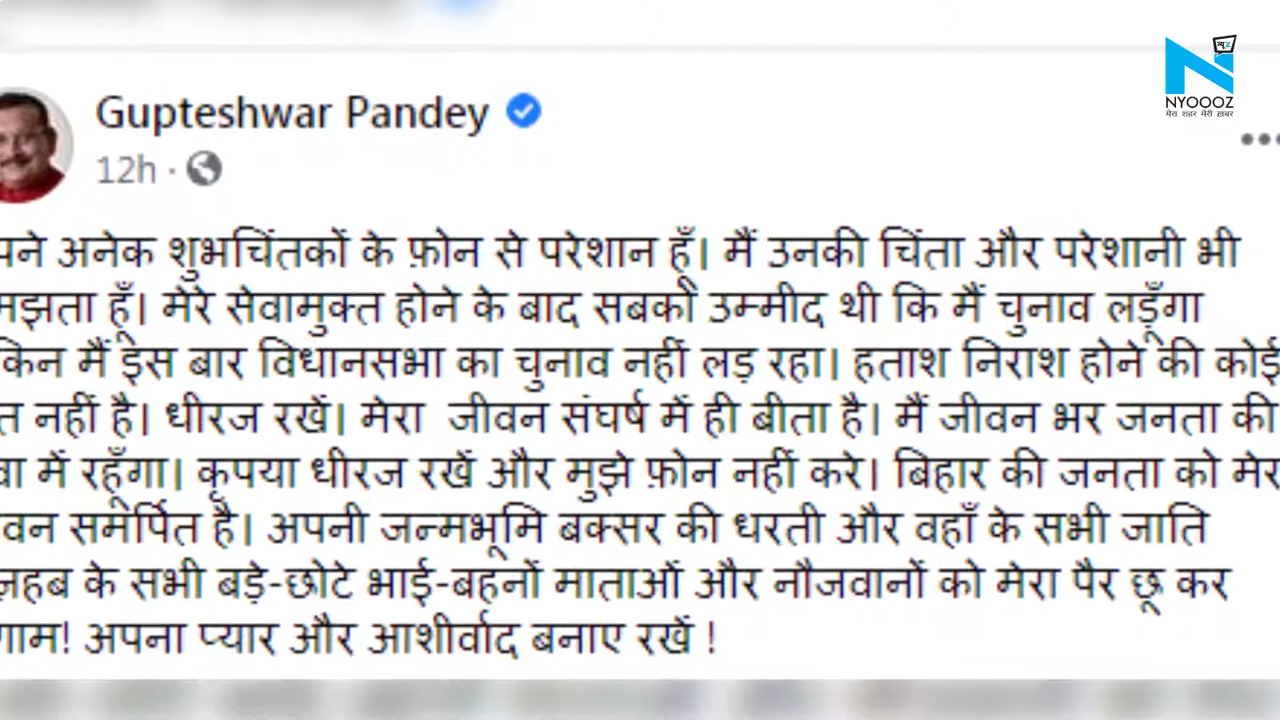 Gupteshwar Pandey
न्यूz
NYOOOZ
मेरा शहर मेरी ख़बर
12h ·
पने अनेक शुभचिंतकों के फ़ोन से परेशान हूँ। मैं उनकी चिंता और परेशानी भी
मझता हूँ। मेरे सेवामुक्त होने के बाद सबको उम्मीद थी कि मैं चुनाव लड़ूँगा
किन मैं इस बार विधानसभा का चुनाव नहीं लड़ रहा। हताश निराश होने की कोई
त नहीं है। धीरज रखें। मेरा जीवन संघर्ष में ही बीता है। मैं जीवन भर जनता की
वा में रहूँगा। कृपया धीरज रखें और मुझे फ़ोन नहीं करे। बिहार की जनता को मेर
वन समर्पित है। अपनी जन्मभूमि बक्सर की धरती और वहाँ के सभी जाति
ज़हब के सभी बड़े-छोटे भाई-बहनों माताओं और नौजवानों को मेरा पैर छू कर
णाम! अपना प्यार और आशीर्वाद बनाए रखें !